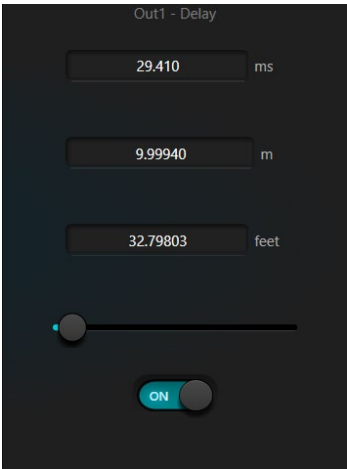 Out1 - Delay
29.410 ms
9.99940 m
32.79803 feet
ON